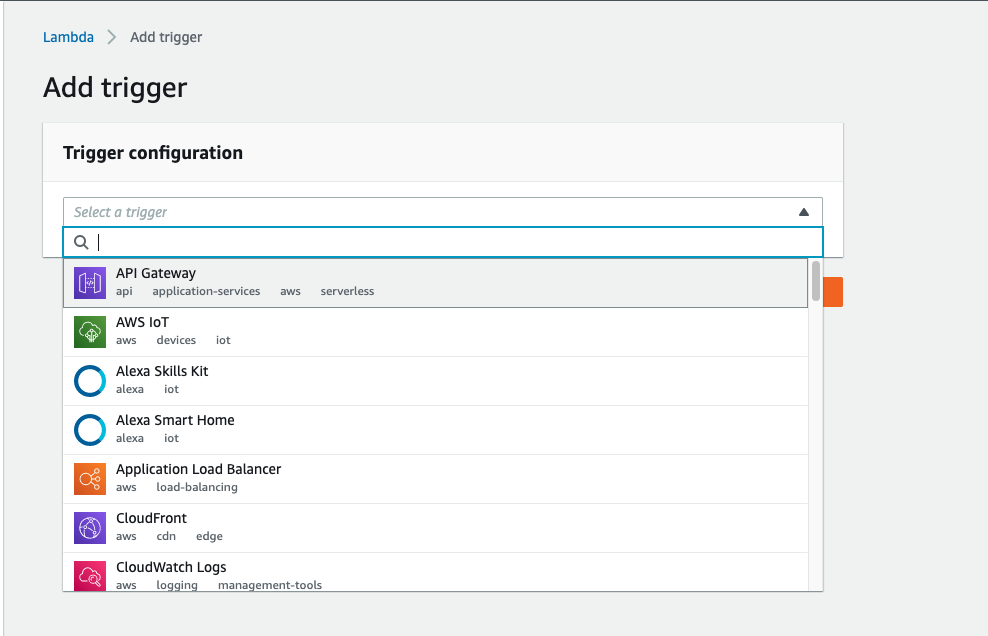 Lambda > Add trigger
Add trigger
Trigger configuration
Select a trigger
API Gateway
api application-services aws serverless
AWS IoT
aws devices iot
Alexa Skills Kit
alexa iot
Alexa Smart Home
alexa iot
Application Load Balancer
aws load-balancing
CloudFront
aws cdn edge
CloudWatch Logs
aws logging management-tools